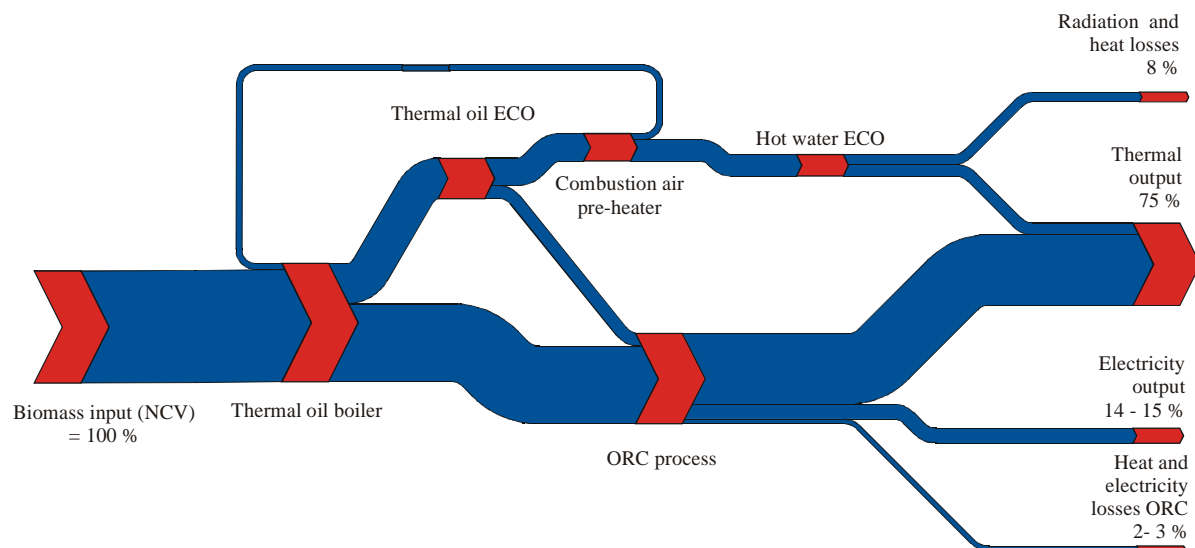 Radiation and
heat losses
8 %
Thermal oil ECO
Hot water ECO
Thermal
output
75 %
Combustion air
pre-heater
Biomass input (NCV)
= 100 %
Thermal oil boiler
ORC process
Electricity
output
14 - 15 %
Heat and
electricity
losses ORC
2- 3 %